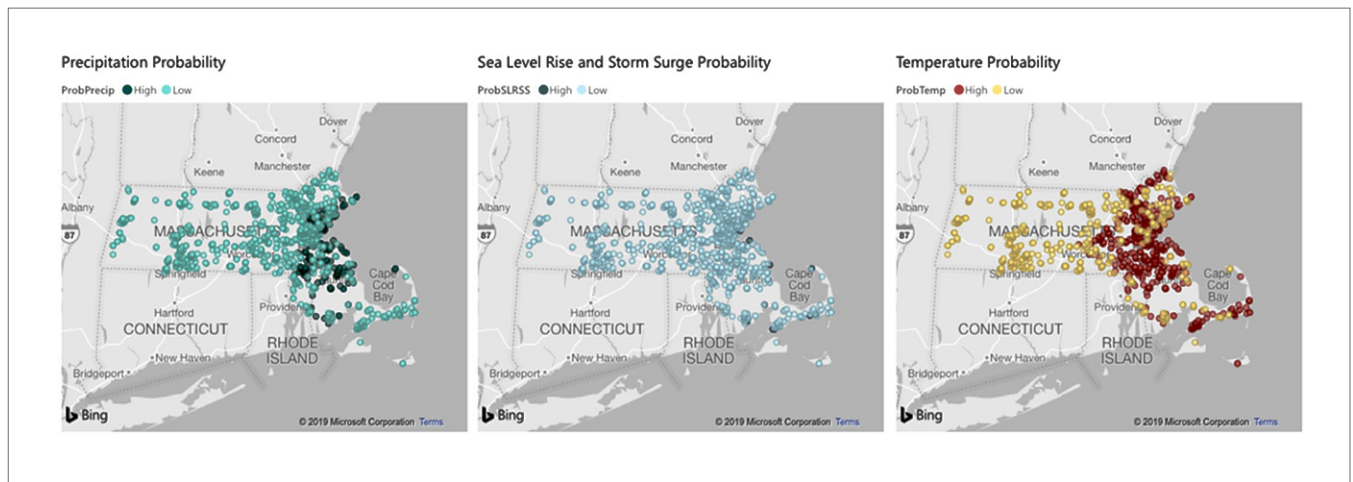 Precipitation Probability
ProbPrecip High Low
Dover
Concord
Manchester
Keene
Albany
87
MASSACHUSETTS
Springfield
Cape
Cod
Bay
Hartford
CONNECTICUT
RHODE
ISLAND
New Haven
Bridgeport
Bing
© 2019 Microsoft Corporation Terms
Sea Level Rise and Storm Surge Probability
ProbSLRSS High Low
Dover
Concord
Manchester
Keene
Albany
87
MASSACHUSETTS
Springfield
Cape
Cod
Bay
Hartford
CONNECTICUT
RHODE
ISLAND
New Haven
Bridgeport
Bing
© 2019 Microsoft Corporation Terms
Temperature Probability
ProbTemp High Low
Dover
Concord
Manchester
Keene
Albany
87
MASSACHUSETTS
Springfield
Cape
Cod
Bay
Hartford
CONNECTICUT
RHODE
ISLAND
New Haven
Bridgeport
Bing
© 2019 Microsoft Corporation Terms